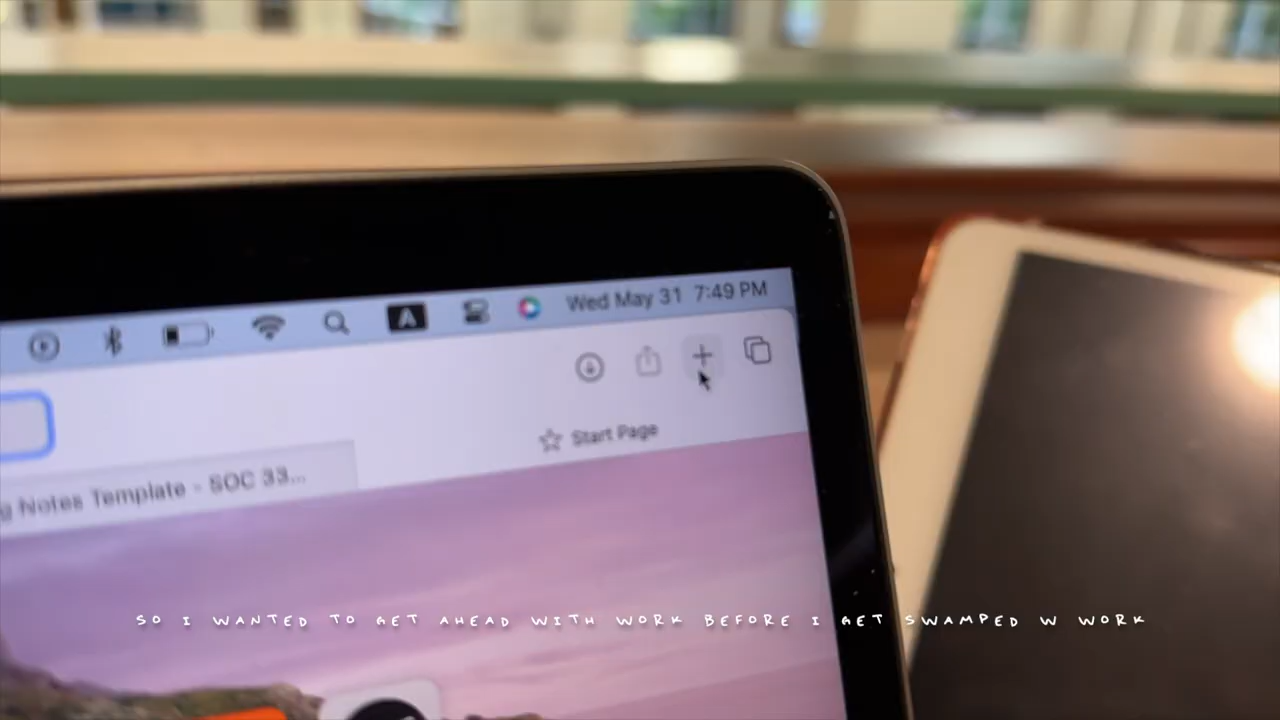 A
Wed May 31 7:49 PM
Start Page
g Notes Template - SOC 33...
SO I WANTED TO GET AHEAD WITH WORK BEFORE I GET SWAMPED W WORK